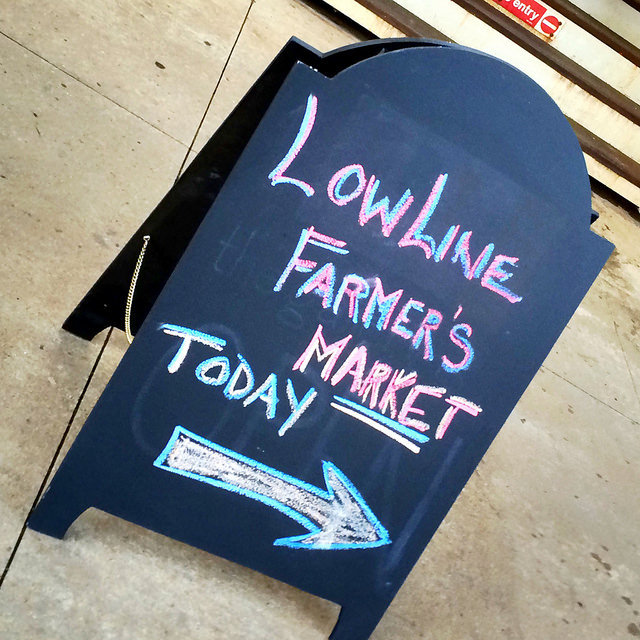 entry
LOWLINE
FARMER'S
MARKET
TODAY